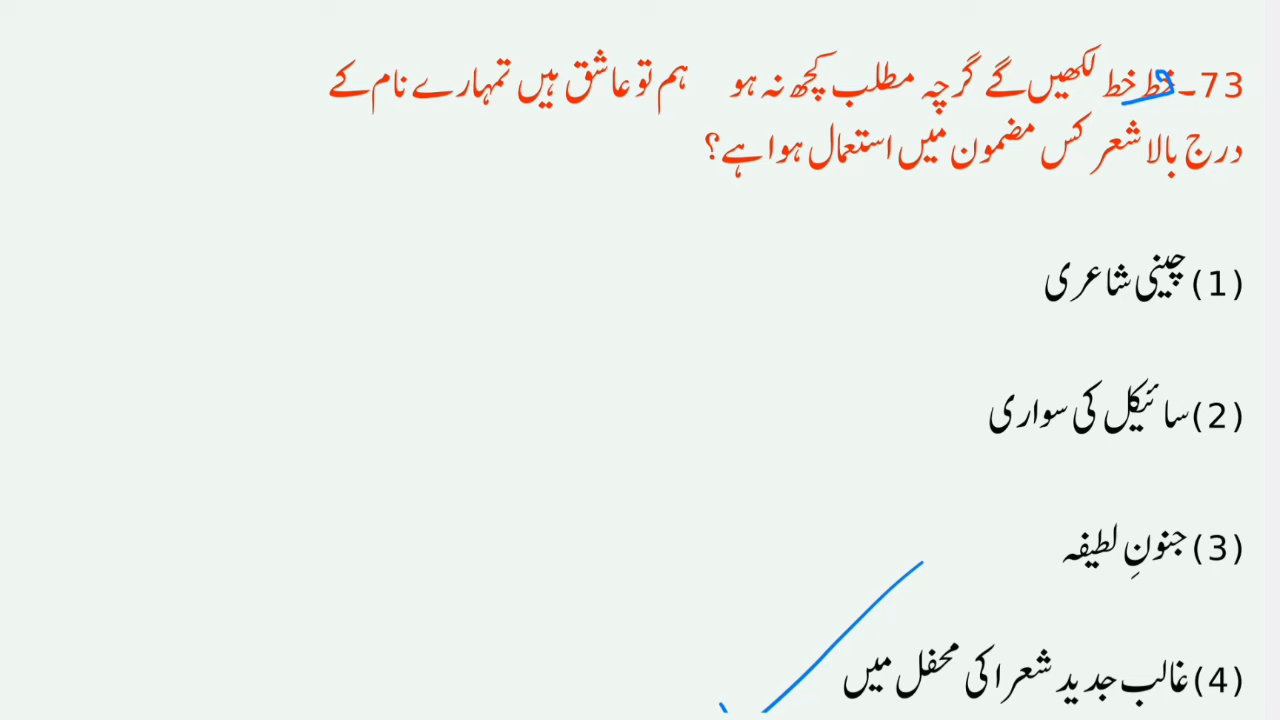 73۔ خط خط لکھیں گے گرچہ مطلب کچھ نہ ہو ہم تو عاشق ہیں تمہارے نام کے
درج بالا شعر کس مضمون میں استعمال ہوا ہے؟
(1) چینی شاعری
(2) سائیکل کی سواری
(3) جنونِ لطیفہ
(4) غالب جدید شعرا کی محفل میں